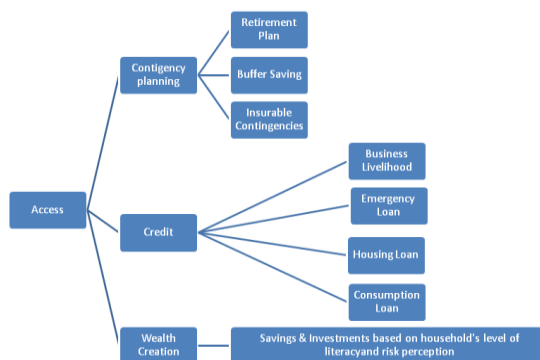 Retirement
Plan
Contigency
planning
Buffer Saving
Insurable
Contingencies
Business
Livelihood
Emergency
Loan
Access
Credit
Housing Loan
Consumption
Loan
Wealth
Creation
Savings & Investments based on household's level of
literacyand risk perception